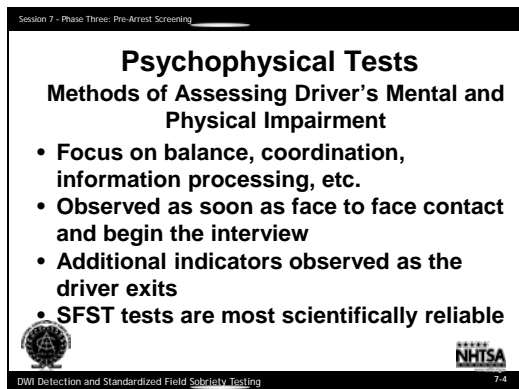 Session 7 - Phase Three: Pre-Arrest Screening
Psychophysical Tests
Methods of Assessing Driver's Mental and
Physical Impairment
• Focus on balance, coordination,
information processing, etc.
• Observed as soon as face to face contact
and begin the interview
• Additional indicators observed as the
driver exits
• SFST tests are most scientifically reliable
NHTSA
DWI Detection and Standardized Field Sobriety Testing
7-4